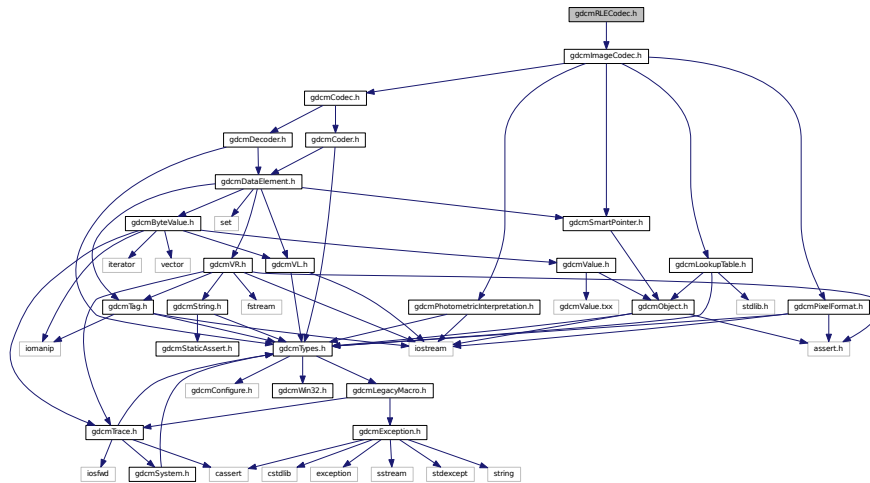 gdcmRLECodec.h
gdcmImageCodec.h
gdcmCodec.h
gdcmDecoder.h
gdcmCoder.h
gdcmDataElement.h
gdcmByteValue.h
set
gdcmSmartPointer.h
iterator
vector
gdcmVR.h
gdcmVL.h
gdcmValue.h
gdcmLookupTable.h
gdcmTag.h
gdcmString.h
fstream
gdcmPhotometricInterpretation.h
gdcmValue.txx
gdcmObject.h
stdlib.h
gdcmPixelFormat.h
iomanip
gdcmStaticAssert.h
gdcmTypes.h
iostream
assert.h
gdcmConfigure.h
gdcmWin32.h
gdcmLegacyMacro.h
gdcmTrace.h
gdcmException.h
iosfwd
gdcmSystem.h
cassert
cstdlib
exception
sstream
stdexcept
string